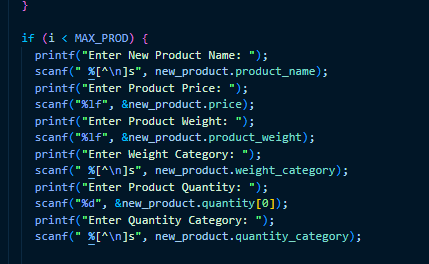 }
if (i < MAX_PROD) {
printf("Enter New Product Name: ");
scanf(" %[^\n]s", new_product.product_name);
printf("Enter Product Price: ");
scanf("%lf", &new_product.price);
printf("Enter Product Weight: ");
scanf("%lf", &new_product.product_weight);
printf("Enter Weight Category: ");
scanf(" %[^\n]s", new_product.weight_category);
printf("Enter Product Quantity: ");
scanf("%d", &new_product.quantity[0]);
printf("Enter Quantity Category: ");
scanf(" %[^\n]s", new_product.quantity_category);